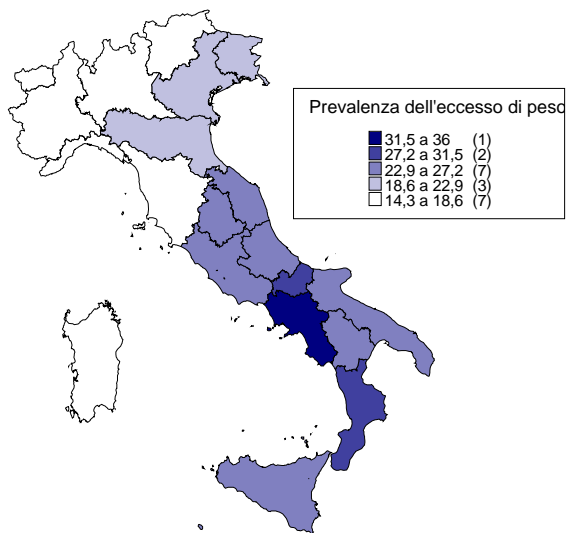 Prevalenza dell'eccesso di peso
31,5 a 36 (1)
27,2 a 31,5 (2)
22,9 a 27,2 (7)
18,6 a 22,9 (3)
14,3 a 18,6 (7)